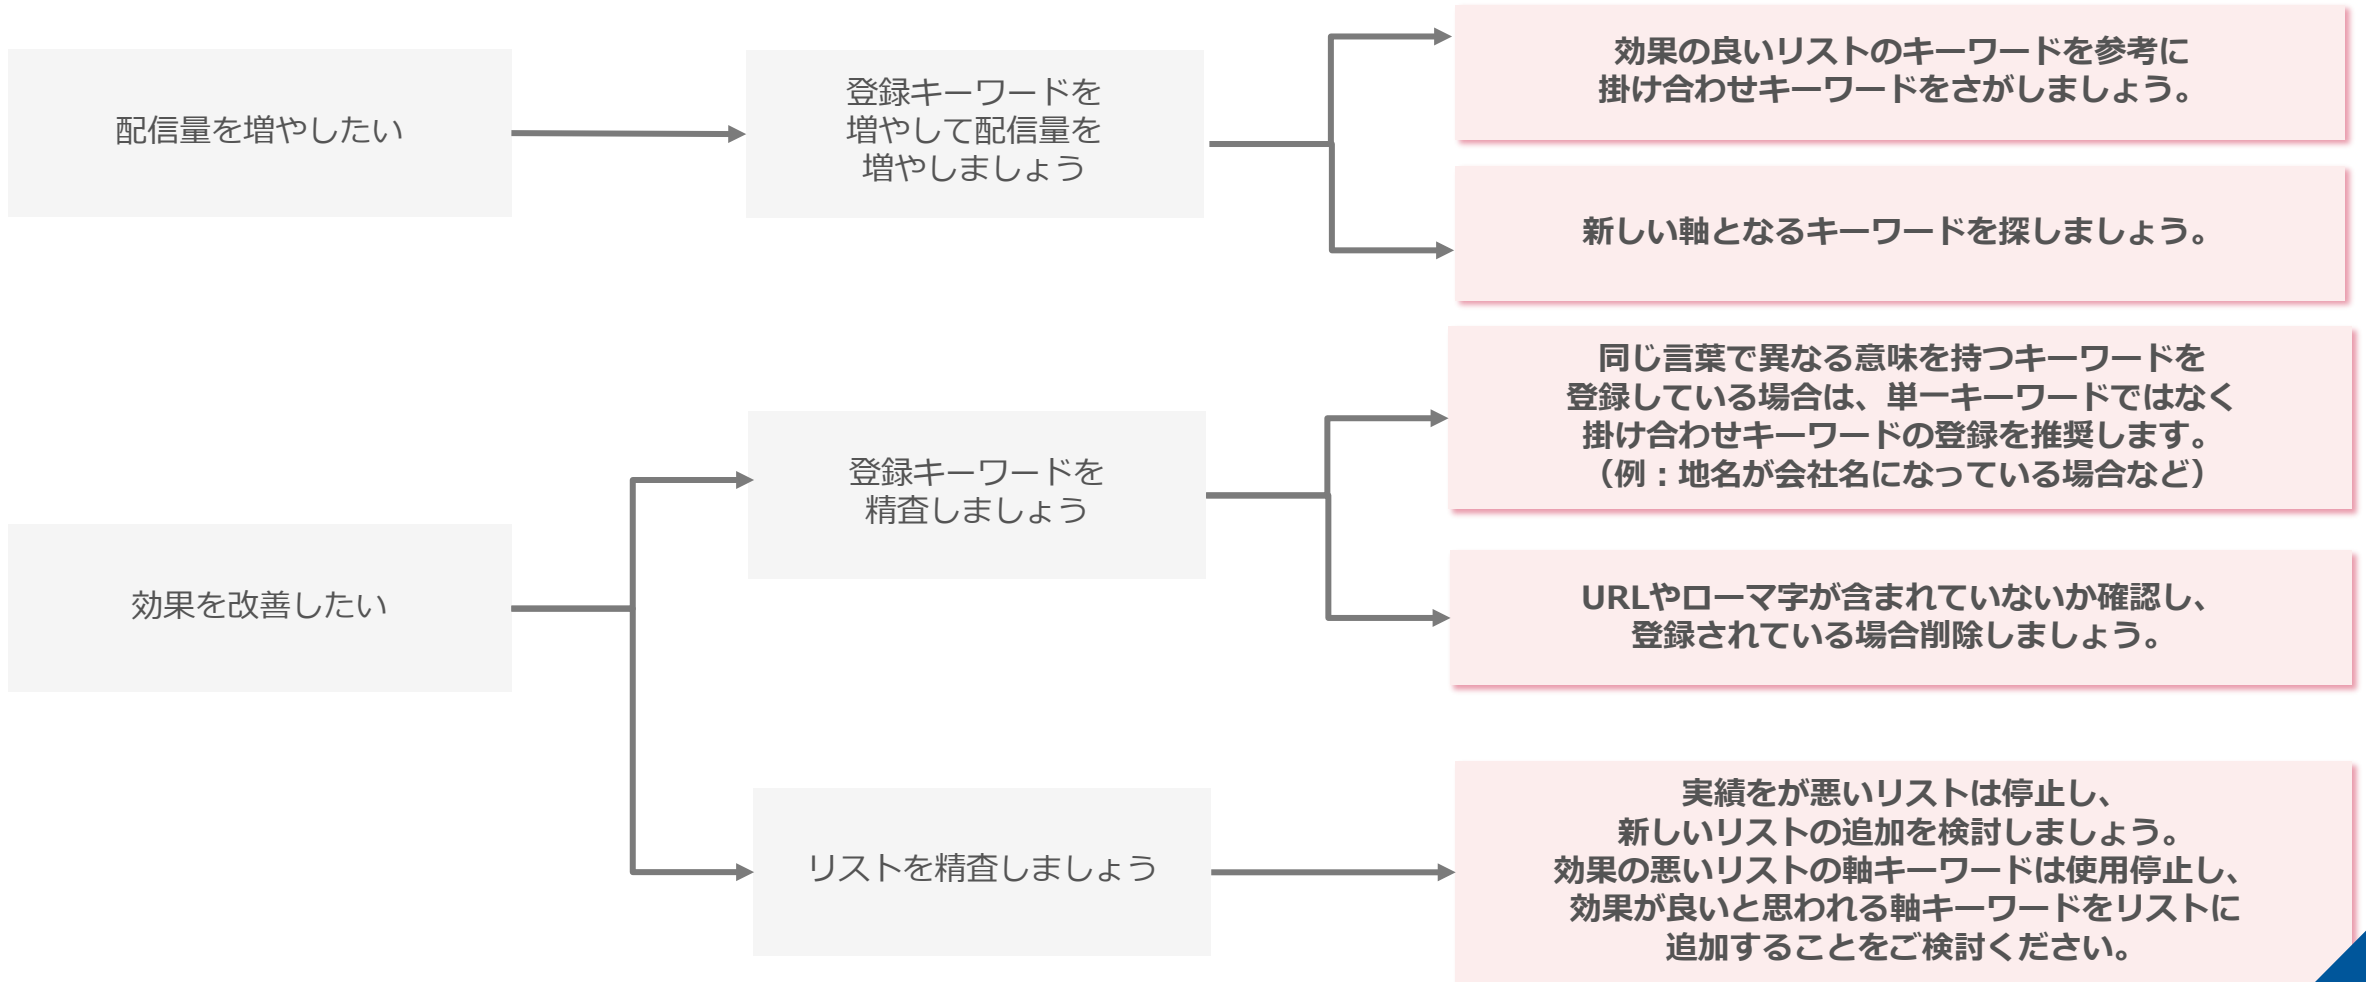 配信量を増やしたい
登録キーワードを
増やして配信量を
増やしましょう
効果の良いリストのキーワードを参考に
掛け合わせキーワードをさがしましょう。
新しい軸となるキーワードを探しましょう。
効果を改善したい
登録キーワードを
精査しましょう
同じ言葉で異なる意味を持つキーワードを
登録している場合は、単一キーワードではなく
掛け合わせキーワードの登録を推奨します。
（例：地名が会社名になっている場合など）
URLやローマ字が含まれていないか確認し、
登録されている場合削除しましょう。
リストを精査しましょう
実績をが悪いリストは停止し、
新しいリストの追加を検討しましょう。
効果の悪いリストの軸キーワードは使用停止し、
効果が良いと思われる軸キーワードをリストに
追加することをご検討ください。